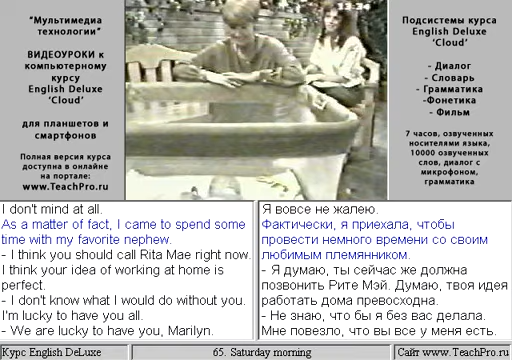 "Мультимедиа
технологии"
ВИДЕОУРОКИ к
компьютерному
курсу
English Deluxe
'Cloud'
для планшетов и
смартфонов
Полная версия курса
доступна в онлайне
на портале:
www.TeachPro.ru
13:34
Подсистемы курса
English Deluxe
'Cloud'
- Диалог
- Словарь
- Грамматика
-Фонетика
- Фильм
7 часов, озвученных
носителями языка,
10000 озвученных
слов, диалог с
микрофоном,
грамматика
I don't mind at all.
As a matter of fact, I came to spend some
time with my favorite nephew.
- I think you should call Rita Mae right now.
I think your idea of working at home is
perfect.
- I don't know what I would do without you.
I'm lucky to have you all.
- We are lucky to have you, Marilyn.
Я вовсе не жалею.
Фактически, я приехала, чтобы
провести немного времени со своим
любимым племянником.
- Я думаю, ты сейчас же должна
позвонить Рите Мэй. Думаю, твоя идея
работать дома превосходна.
- Не знаю, что бы я без вас делала.
Мне повезло, что вы все у меня есть.
Курс English DeLuxe
65. Saturday morning
Сайт www.TeachPro.ru